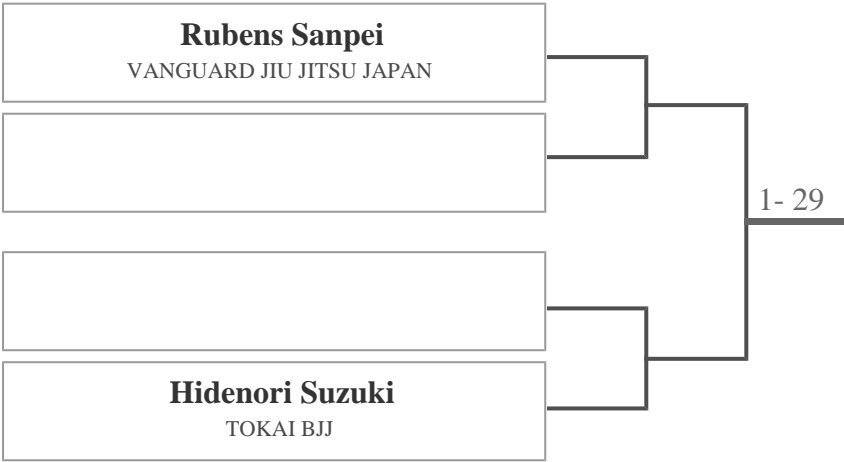 Rubens Sanpei
VANGUARD JIU JITSU JAPAN
1- 29
Hidenori Suzuki
TOKAI BJJ